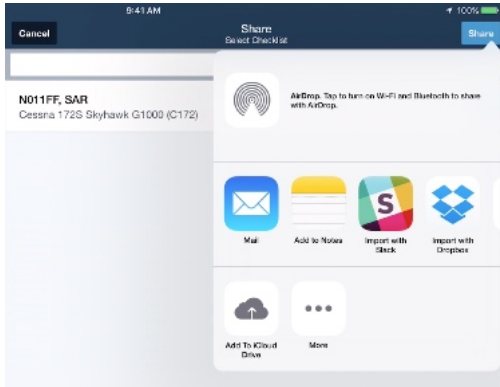 9:41 AM
100%
Cancel
Share
Select Checklist
Share
N011FF, SAR
Cessna 172S Skyhawk G1000 (C172)
AirDrop. Tap to turn on Wi-Fi and Bluetooth to share
with AirDrop.
Mail
Add to Notes
Import with
Slack
Import with
Dropbox
Add To iCloud
Drive
More